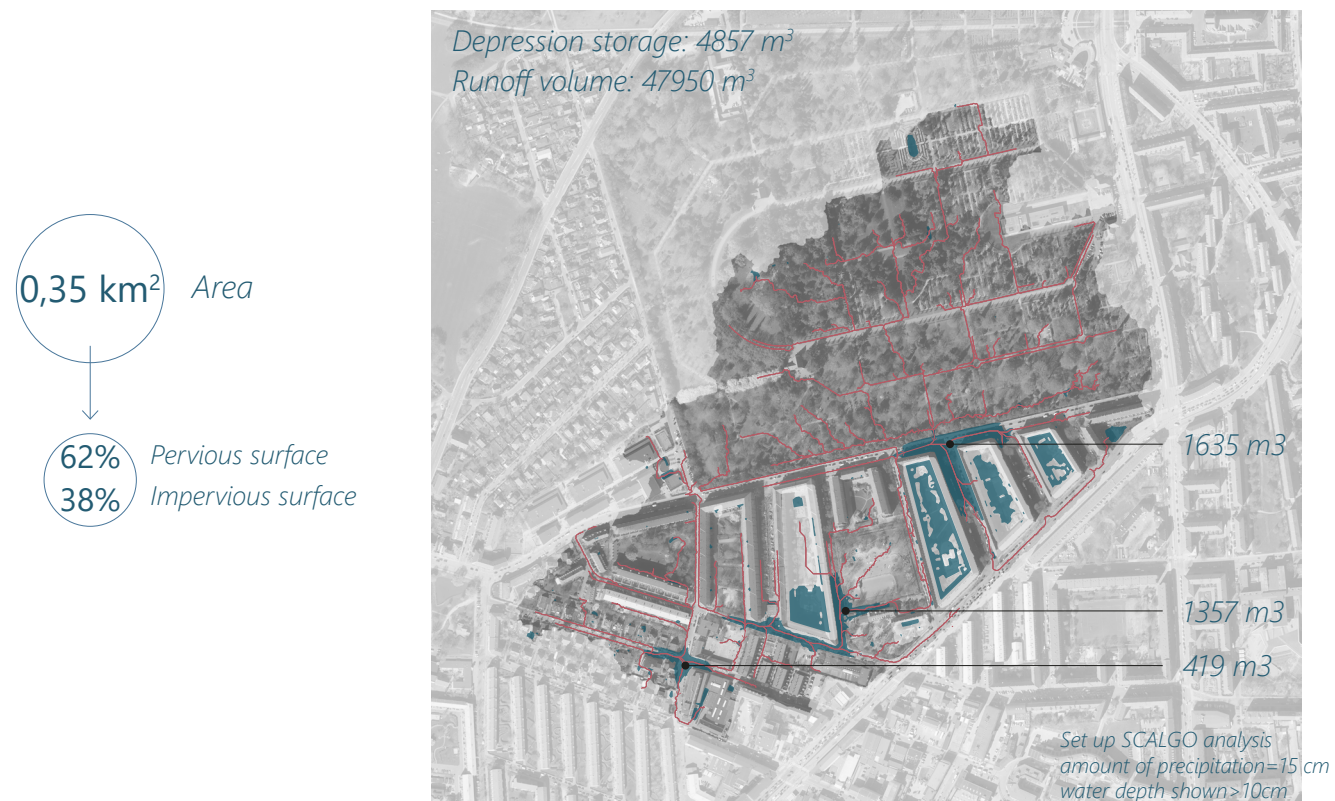 Depression storage: 4857 m³
Runoff volume: 47950 m³
0,35 km²
Area
62%
Pervious surface
38%
Impervious surface
1635 m3
1357 m3
419 m3
Set up SCALGO analysis
amount of precipitation=15 cm
water depth shown>10cm